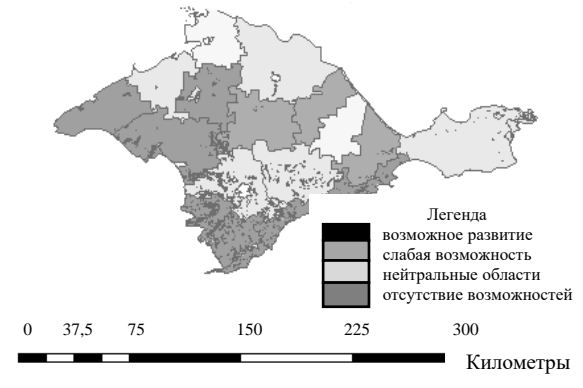 Легенда
возможное развитие
слабая возможность
нейтральные области
отсутствие возможностей
0 37,5 75 150 225 300
Километры